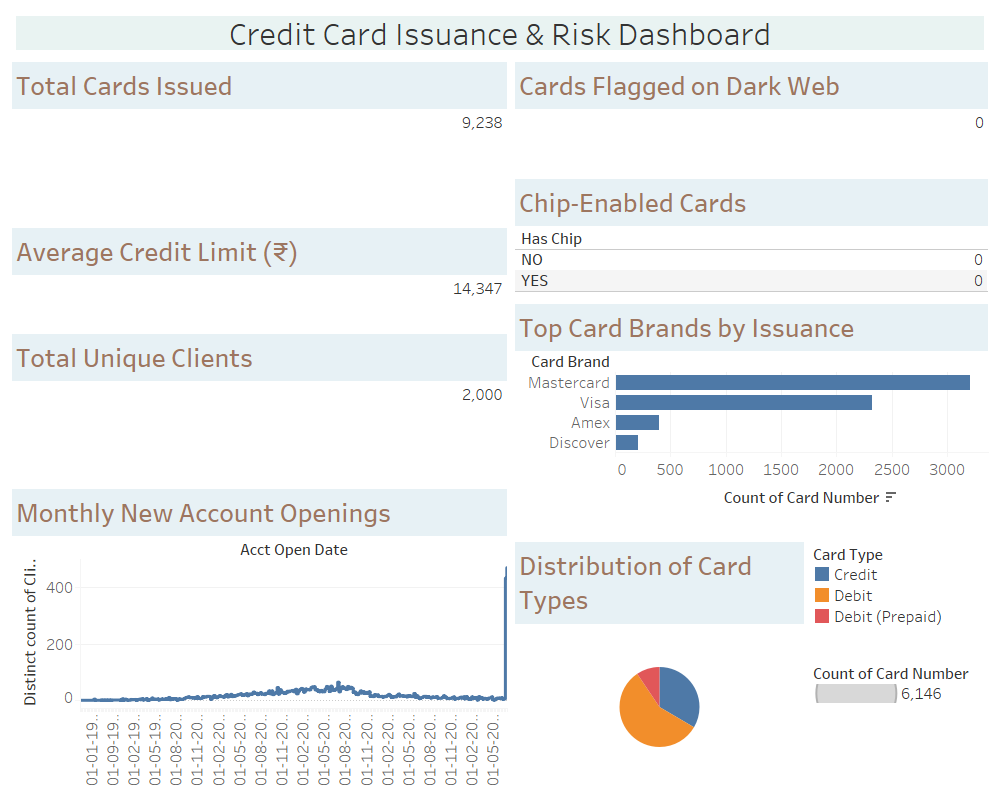 Credit Card Issuance & Risk Dashboard
Total Cards Issued
9,238
Average Credit Limit (₹)
14,347
Total Unique Clients
2,000
Monthly New Account Openings
Acct Open Date
Distinct count of Cli..
400
200
0
01-01-19..
01-09-19..
01-02-19..
01-05-19..
01-08-20..
01-11-20..
01-02-20..
01-05-20..
01-08-20..
01-11-20..
01-02-20..
01-05-20..
01-08-20..
01-11-20..
01-02-20..
01-05-20..
01-08-20..
01-11-20..
01-02-20..
01-05-20..
Cards Flagged on Dark Web
0
Chip-Enabled Cards
Has Chip
NO 0
YES 0
Top Card Brands by Issuance
Card Brand
Mastercard
Visa
Amex
Discover
0 500 1000 1500 2000 2500 3000
Count of Card Number
Distribution of Card
Types
Card Type
Credit
Debit
Debit (Prepaid)
Count of Card Number
6,146